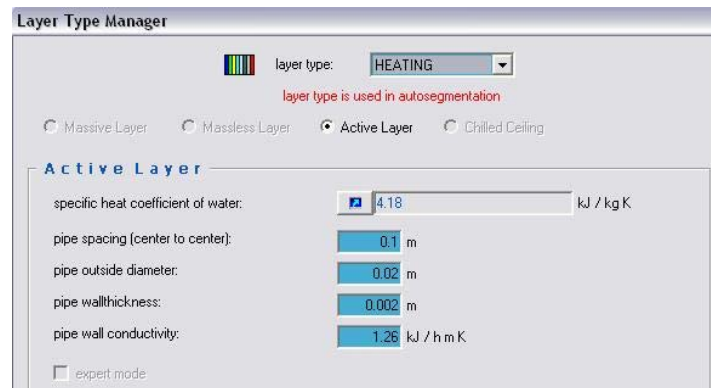 Layer Type Manager
layer type: HEATING
layer type is used in autosegmentation
Massive Layer Massless Layer Active Layer Chilled Ceiling
Active Layer
specific heat coefficient of water: 4.18 kJ / kg K
pipe spacing (center to center): 0.1 m
pipe outside diameter: 0.02 m
pipe wallthickness: 0.002 m
pipe wall conductivity: 1.26 kJ / h m K
expert mode